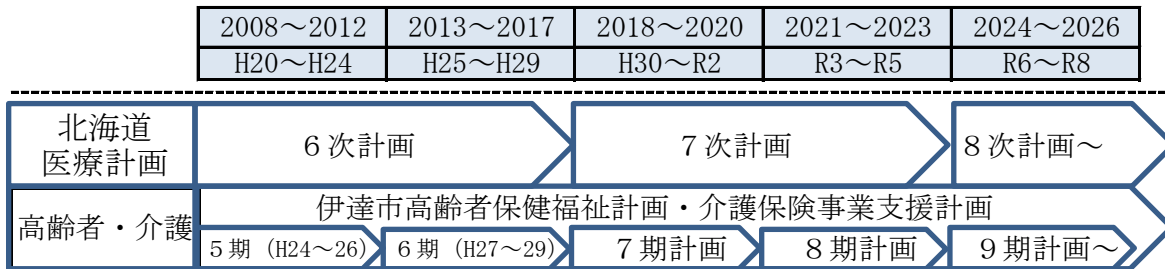 2008～2012 2013～2017 2018～2020 2021～2023 2024～2026
H20～H24 H25～H29 H30～R2 R3～R5 R6～R8
北海道
医療計画
６次計画 ７次計画 ８次計画～
高齢者・介護
伊達市高齢者保健福祉計画・介護保険事業支援計画
５期（H24～26） ６期（H27～29） ７期計画 ８期計画 ９期計画～